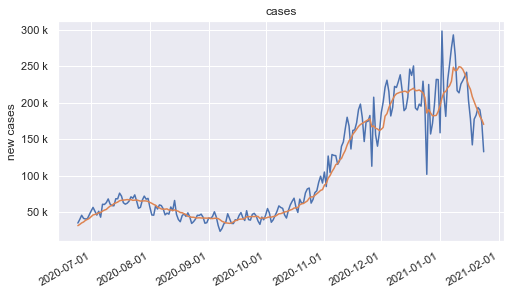 cases
300 k
250 k
200 k
150 k
100 k
50 k
new cases
2020-07-01
2020-08-01
2020-09-01
2020-10-01
2020-11-01
2020-12-01
2021-01-01
2021-02-01